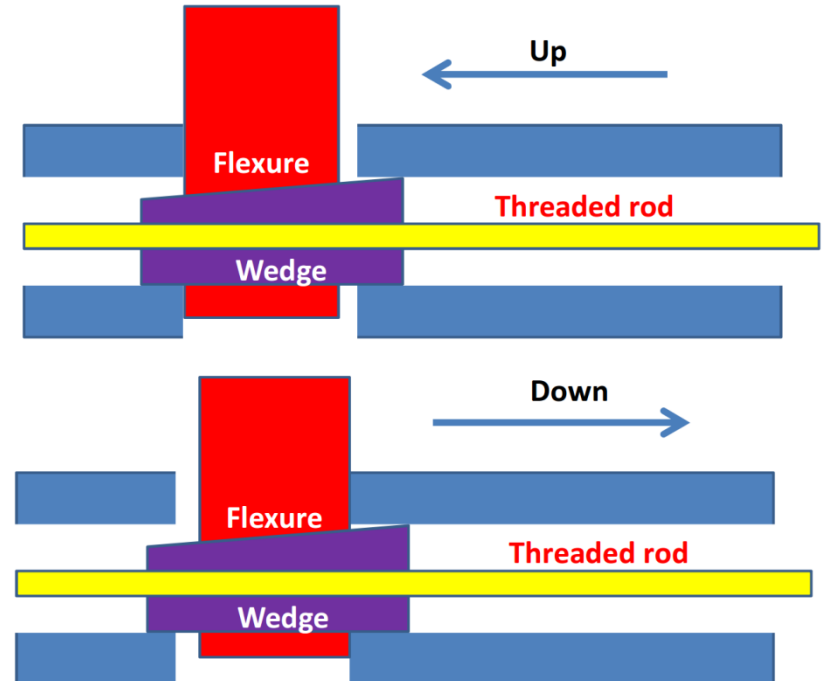 Up
Flexure
Threaded rod
Wedge
Down
Flexure
Threaded rod
Wedge